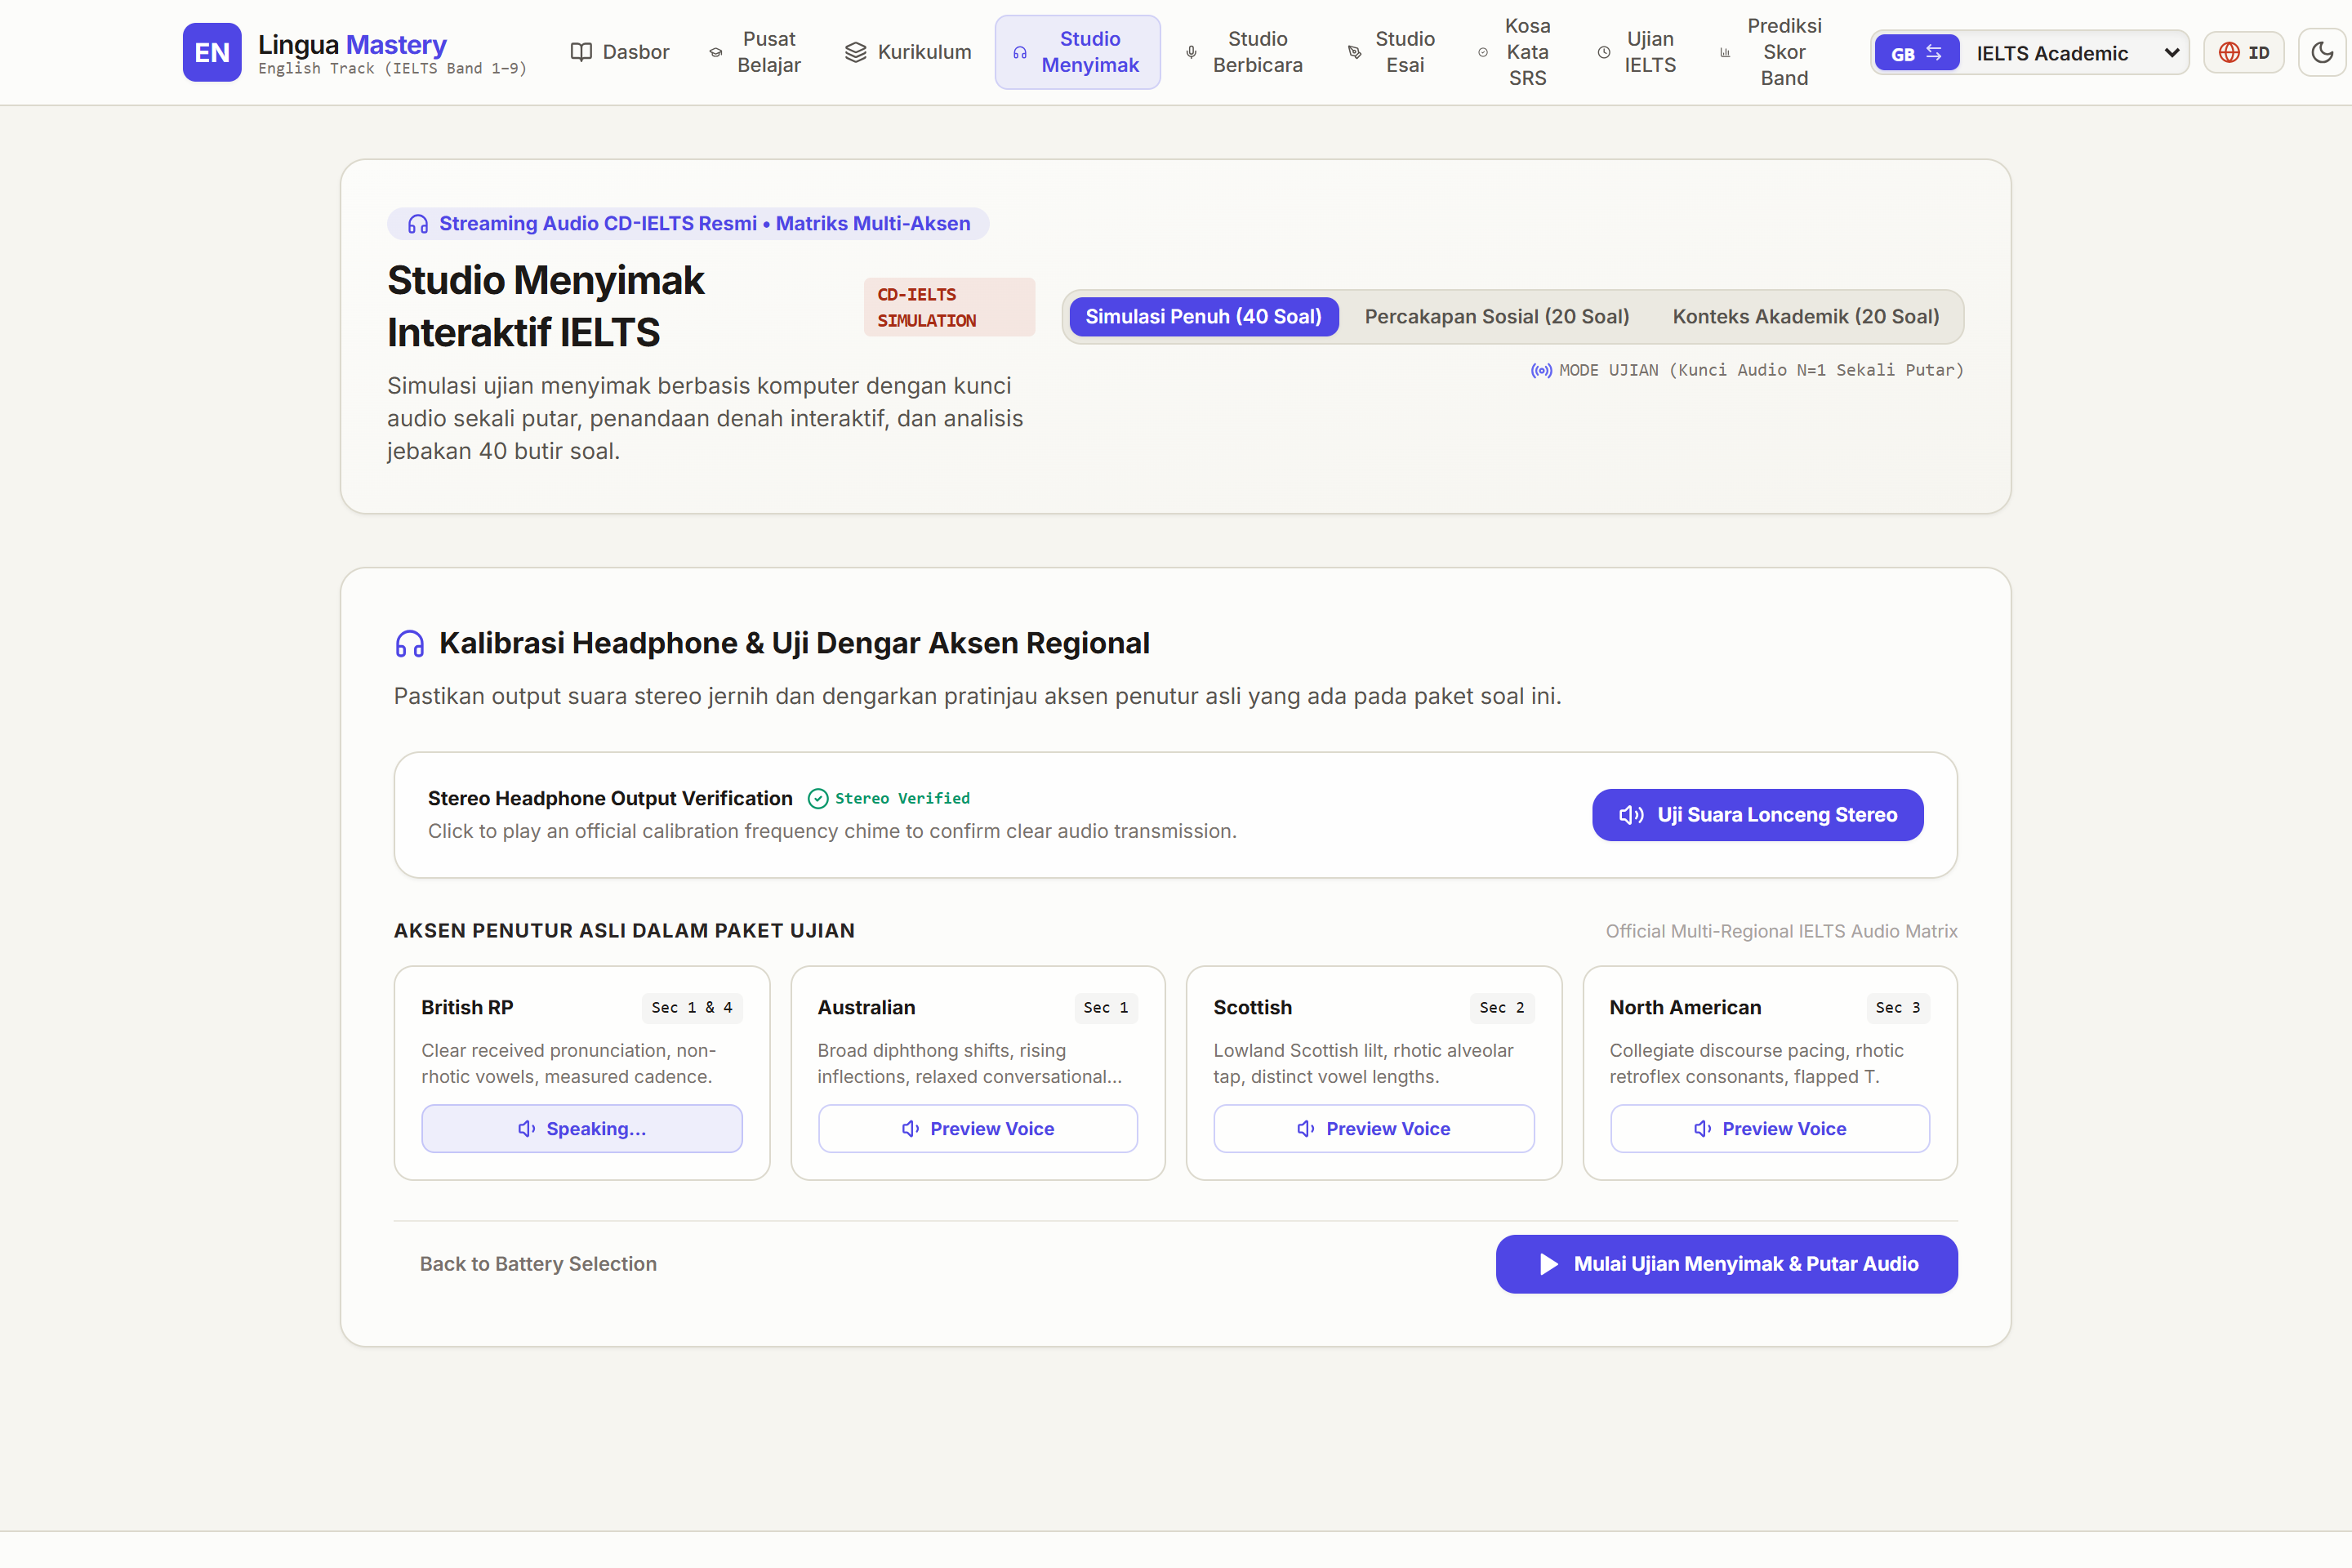 EN
Lingua Mastery
English Track (IELTS Band 1–9)
Dasbor
Pusat
Belajar
Kurikulum
Studio
Menyimak
Studio
Berbicara
Studio
Esai
Kosa
Kata
SRS
Ujian
IELTS
Prediksi
Skor
Band
GB
IELTS Academic
ID
Streaming Audio CD-IELTS Resmi • Matriks Multi-Aksen
Studio Menyimak
Interaktif IELTS
CD-IELTS
SIMULATION
Simulasi ujian menyimak berbasis komputer dengan kunci
audio sekali putar, penandaan denah interaktif, dan analisis
jebakan 40 butir soal.
Simulasi Penuh (40 Soal)
Percakapan Sosial (20 Soal)
Konteks Akademik (20 Soal)
MODE UJIAN (Kunci Audio N=1 Sekali Putar)
Kalibrasi Headphone & Uji Dengar Aksen Regional
Pastikan output suara stereo jernih dan dengarkan pratinjau aksen penutur asli yang ada pada paket soal ini.
Stereo Headphone Output Verification
Stereo Verified
Click to play an official calibration frequency chime to confirm clear audio transmission.
Uji Suara Lonceng Stereo
AKSEN PENUTUR ASLI DALAM PAKET UJIAN
Official Multi-Regional IELTS Audio Matrix
British RP
Sec 1 & 4
Clear received pronunciation, non-
rhotic vowels, measured cadence.
Speaking...
Australian
Sec 1
Broad diphthong shifts, rising
inflections, relaxed conversational...
Preview Voice
Scottish
Sec 2
Lowland Scottish lilt, rhotic alveolar
tap, distinct vowel lengths.
Preview Voice
North American
Sec 3
Collegiate discourse pacing, rhotic
retroflex consonants, flapped T.
Preview Voice
Back to Battery Selection
Mulai Ujian Menyimak & Putar Audio